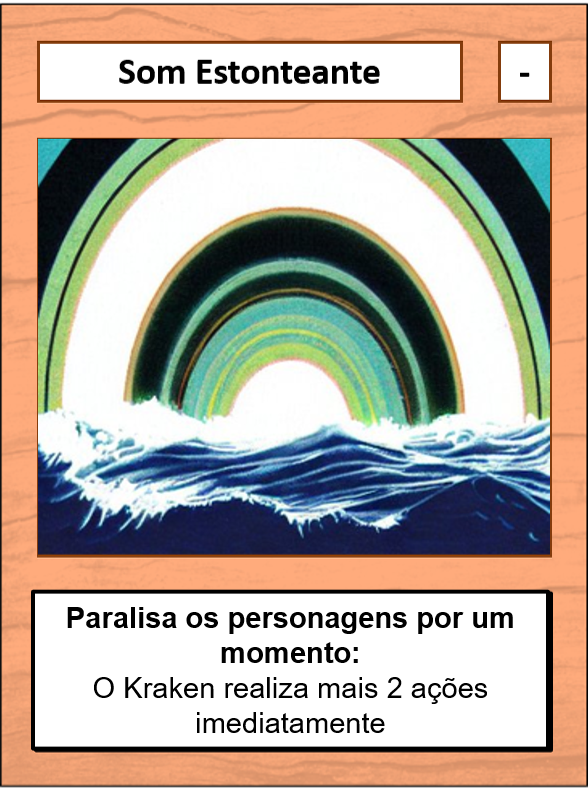 Som Estonteante
-
Paralisa os personagens por um
momento:
O Kraken realiza mais 2 ações
imediatamente